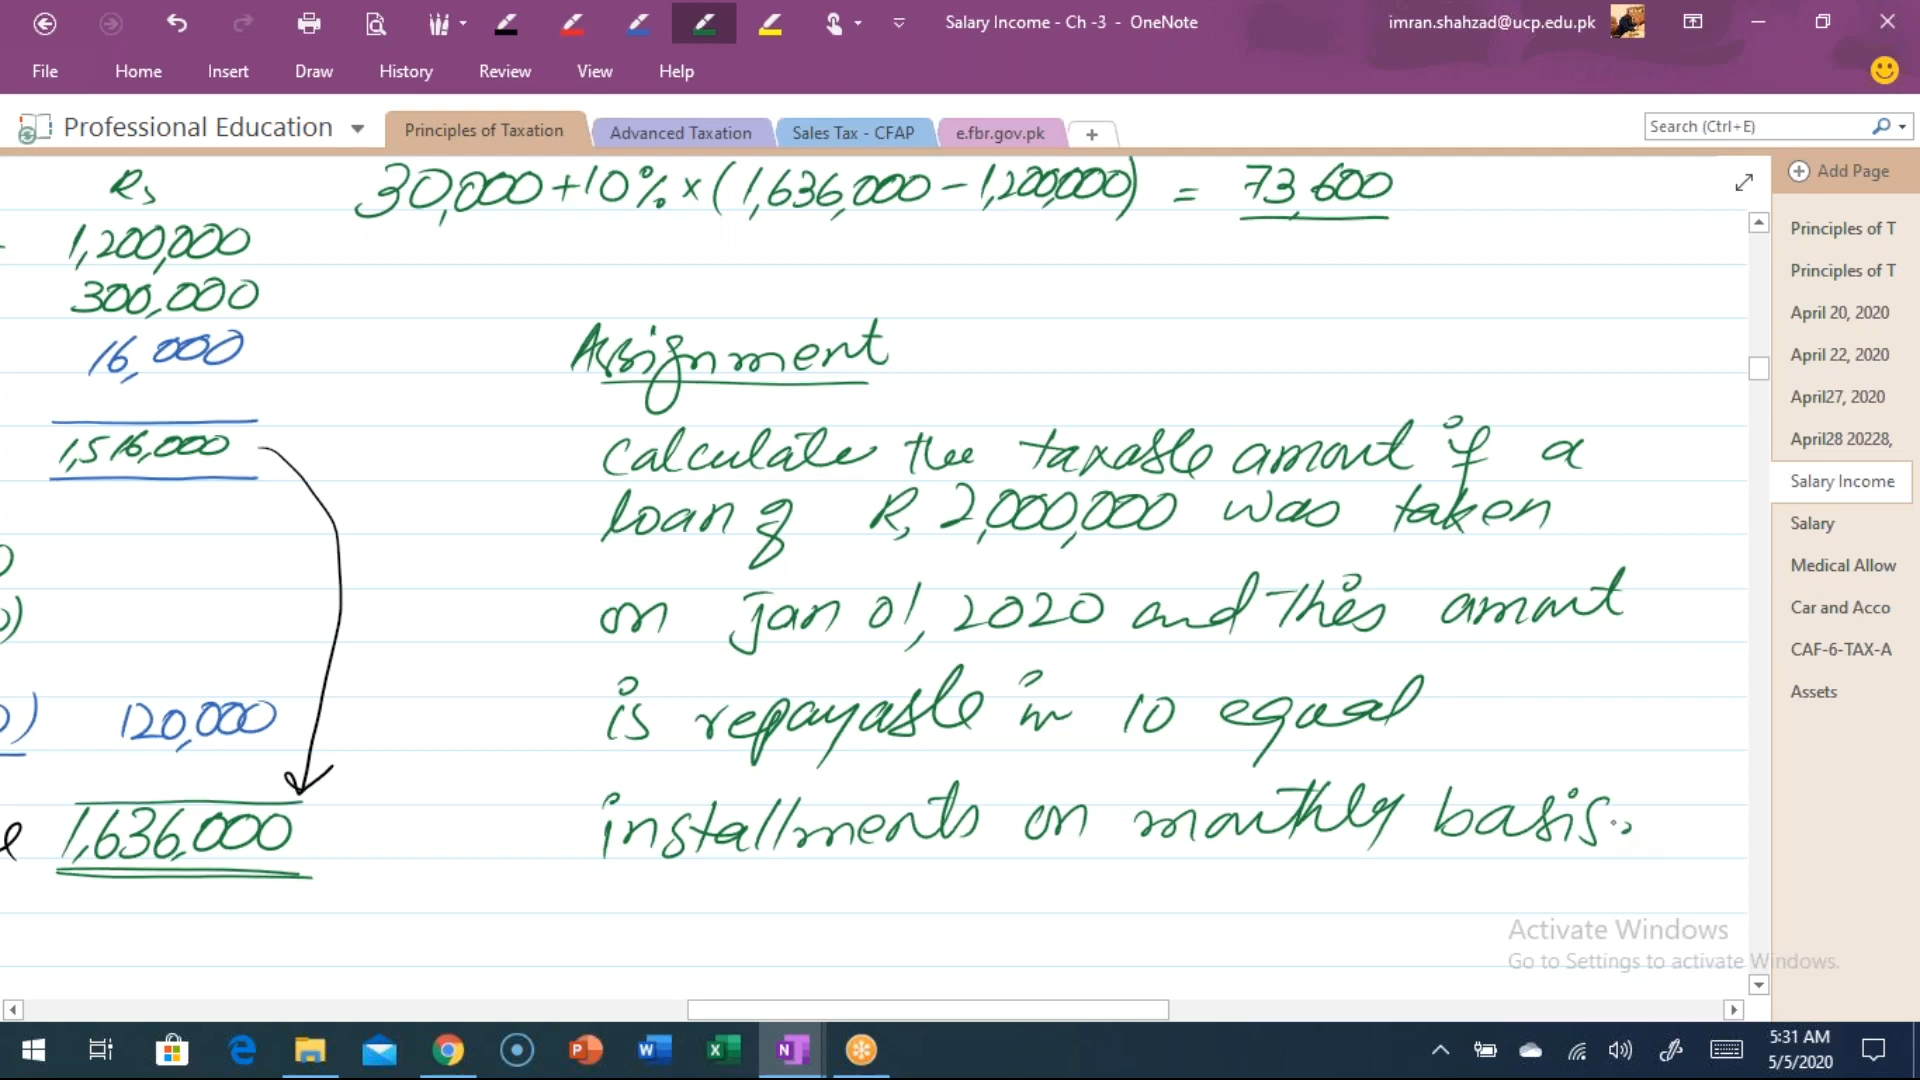 Salary Income - Ch -3 - OneNote
imran.shahzad@ucp.edu.pk
File
Home
Insert
Draw
History
Review
View
Help
Professional Education
Principles of Taxation
Advanced Taxation
Sales Tax - CFAP
e.fbr.gov.pk
Search (Ctrl+E)
Add Page
Principles of T
Principles of T
April 20, 2020
April 22, 2020
April27, 2020
April28 20228,
Salary Income
Salary
Medical Allow
Car and Acco
CAF-6-TAX-A
Assets
Rs
1,200,000
300,000
16,000
1,516,000
120,000
1,636,000
30,000+10%×(1,636,000-1,200,000) = 73,600
Assignment
Calculate the taxable amount if a
loan of Rs 2,000,000 was taken
on Jan 01, 2020 and this amount
is repayable in 10 equal
installments on monthly basis.
Activate Windows
Go to Settings to activate Windows.
5:31 AM
5/5/2020